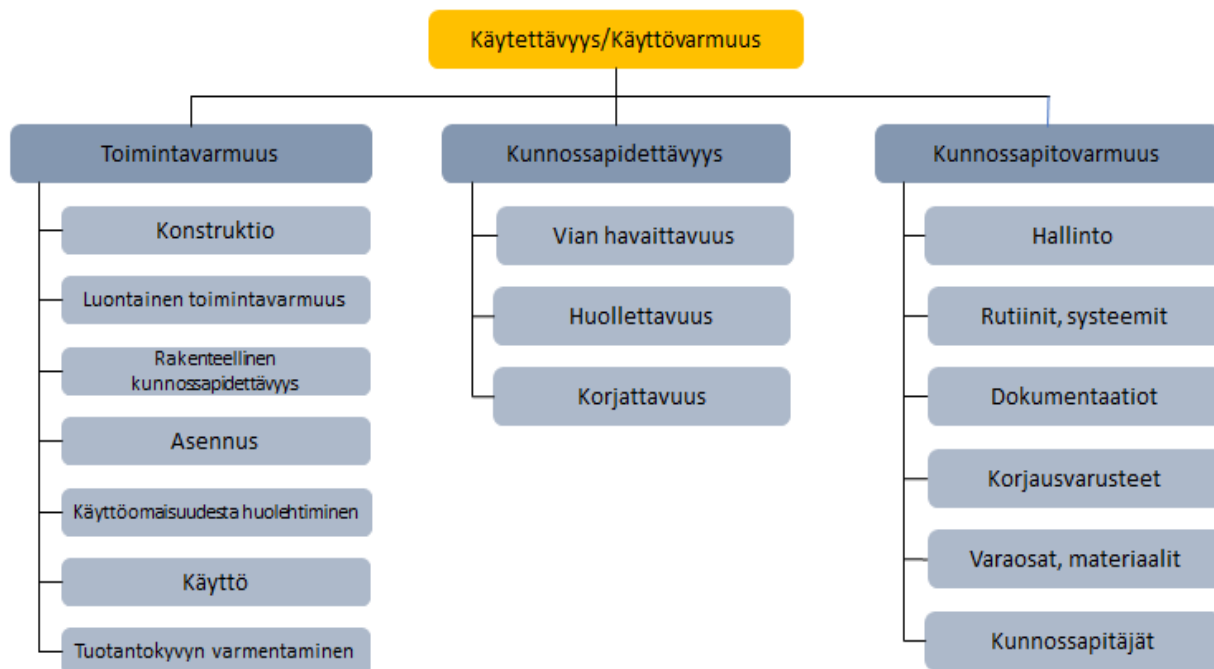 Käytettävyys/Käyttövarmuus
Toimintavarmuus
Konstruktio
Luontainen toimintavarmuus
Rakenteellinen
kunnossapidettävyys
Asennus
Käyttöomaisuudesta huolehtiminen
Käyttö
Tuotantokyvyn varmentaminen
Kunnossapidettävyys
Vian havaittavuus
Huollettavuus
Korjattavuus
Kunnossapitovarmuus
Hallinto
Rutiinit, systeemit
Dokumentaatiot
Korjausvarusteet
Varaosat, materiaalit
Kunnossapitäjät